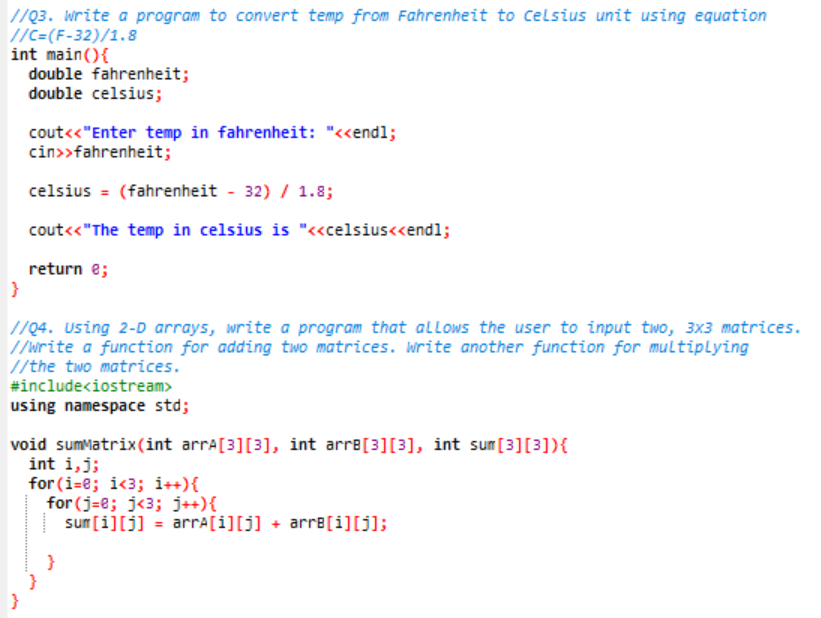 //Q3. Write a program to convert temp from Fahrenheit to Celsius unit using equation
//C=(F-32)/1.8
int main(){
double fahrenheit;
double celsius;
cout<<"Enter temp in fahrenheit: "<<endl;
cin>>fahrenheit;
celsius = (fahrenheit - 32) / 1.8;
cout<<"The temp in celsius is "<<celsius<<endl;
return 0;
}
//Q4. Using 2-D arrays, write a program that allows the user to input two, 3x3 matrices.
//Write a function for adding two matrices. Write another function for multiplying
//the two matrices.
#include<iostream>
using namespace std;
void sumMatrix(int arrA[3][3], int arrB[3][3], int sum[3][3]){
int i,j;
for(i=0; i<3; i++){
for(j=0; j<3; j++){
sum[i][j] = arrA[i][j] + arrB[i][j];
}
}
}